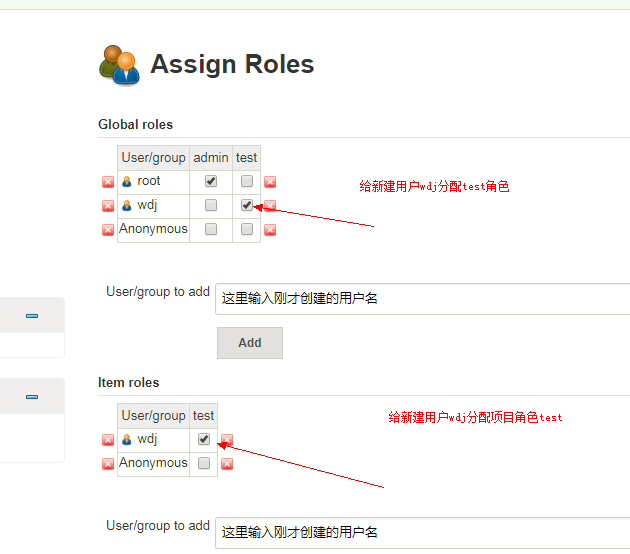 Assign Roles
Global roles
User/group admin test
root
给新建用户wdj分配test角色
wdj
Anonymous
User/group to add 这里输入刚才创建的用户名
Add
Item roles
User/group test
给新建用户wdj分配项目角色test
wdj
Anonymous
User/group to add 这里输入刚才创建的用户名